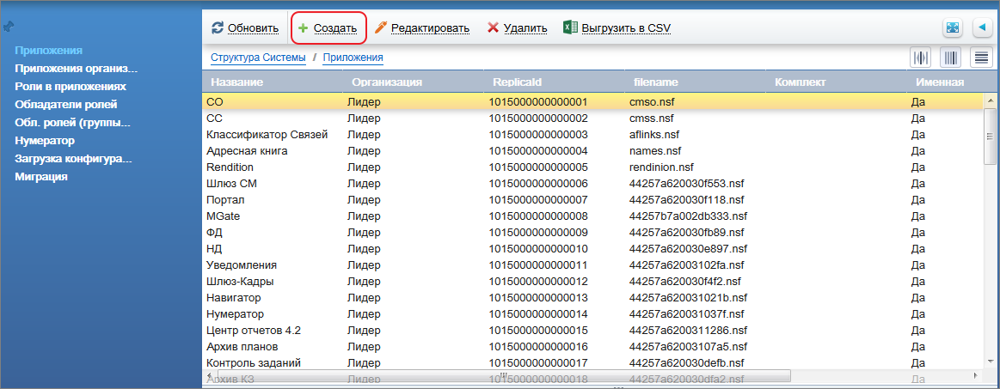 Обновить Создать Редактировать Удалить Выгрузить в CSV
Приложения
Приложения организ...
Роли в приложениях
Обладатели ролей
Обл. ролей (группы...
Нумератор
Загрузка конфигура...
Миграция
Структура Системы / Приложения
Название Организация ReplicaId filename Комплект Именная
СО Лидер 1015000000000001 cmso.nsf Да
СС Лидер 1015000000000002 cmss.nsf Да
Классификатор Связей Лидер 1015000000000003 aflinks.nsf Да
Адресная книга Лидер 1015000000000004 names.nsf Да
Rendition Лидер 1015000000000005 rendinion.nsf Да
Шлюз СМ Лидер 1015000000000006 44257a620030f553.nsf Да
Портал Лидер 1015000000000007 44257a620030f118.nsf Да
MGate Лидер 1015000000000008 44257b7a002db333.nsf Да
ФД Лидер 1015000000000009 44257a620030fb89.nsf Да
НД Лидер 1015000000000010 44257a620030e897.nsf Да
Уведомления Лидер 1015000000000011 44257a62003102fa.nsf Да
Шлюз-Кадры Лидер 1015000000000012 44257a620030f4f2.nsf Да
Навигатор Лидер 1015000000000013 44257a620031021b.nsf Да
Нумератор Лидер 1015000000000014 44257a620031037f.nsf Да
Центр отчетов 4.2 Лидер 1015000000000015 44257a6200311286.nsf Да
Архив планов Лидер 1015000000000016 44257a62003107a5.nsf Да
Контроль заданий Лидер 1015000000000017 44257a620030defb.nsf Да
Архив КЗ Лидер 1015000000000018 44257a620030dfa2.nsf Да